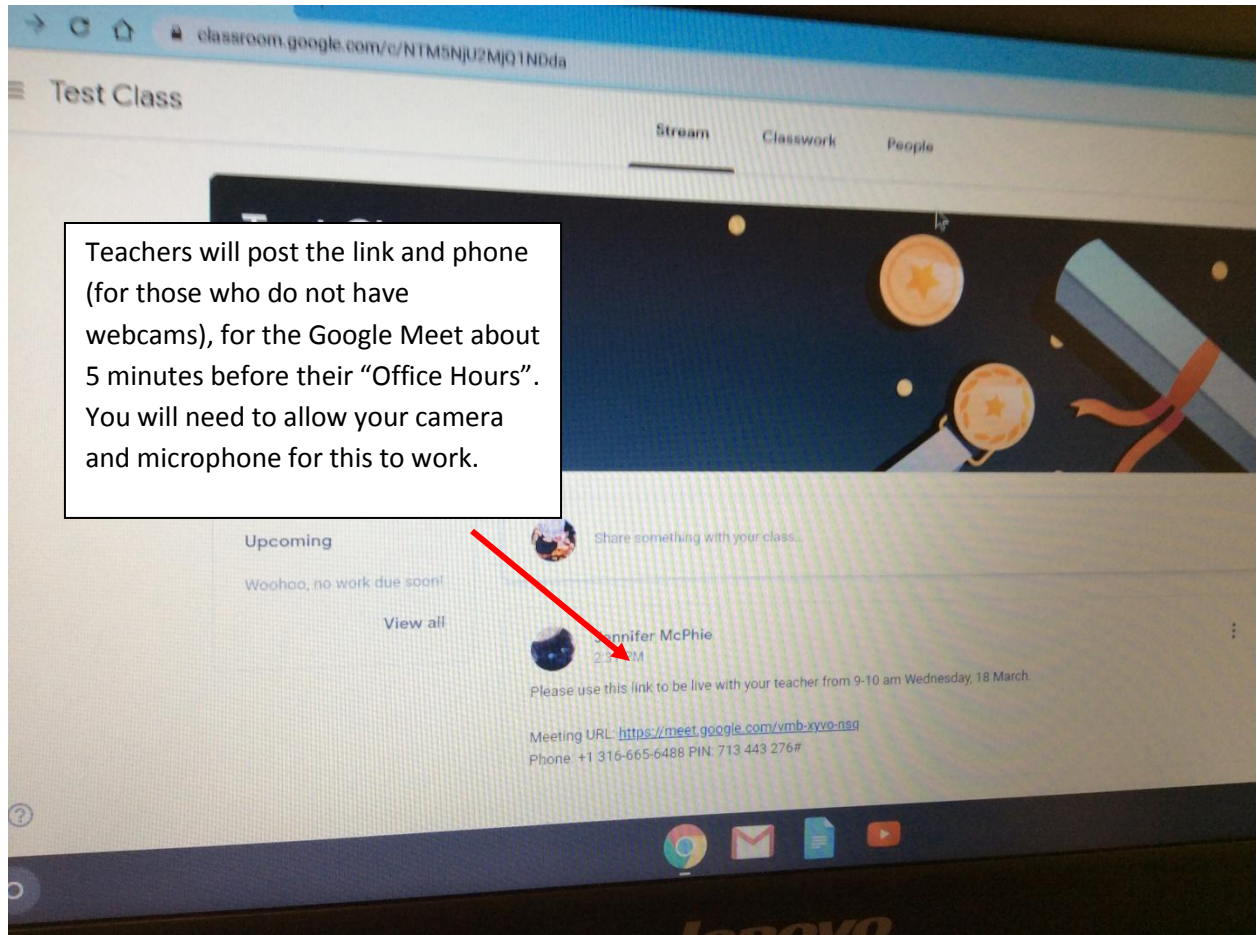 classroom.google.com/c/NTM5NjU2MjQ1NDda
Test Class
Stream Classwork People
Teachers will post the link and phone
(for those who do not have
webcams), for the Google Meet about
5 minutes before their “Office Hours”.
You will need to allow your camera
and microphone for this to work.
Share something with your class...
Upcoming
Woohoo, no work due soon!
View all
Jennifer McPhie
PM
Please use this link to be live with your teacher from 9-10 am Wednesday, 18 March.
Meeting URL: https://meet.google.com/vmb-xyvo-nsq
Phone: +1 316-665-6488 PIN: 713 443 276#
lenovo